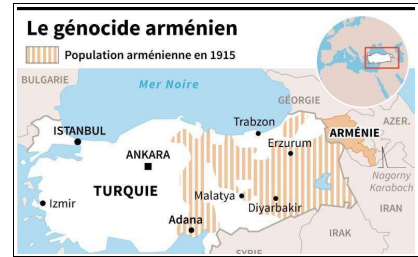 Le génocide arménien
Population arménienne en 1915
BULGARIE
Mer Noire
GÉORGIE
AZER.
Trabzon
ISTANBUL
ARMÉNIE
Erzurum
ANKARA
Nagorny
Karabach
TURQUIE
Malatya
Izmir
Diyarbakir
IRAN
Adana
IRAK
SYRIE